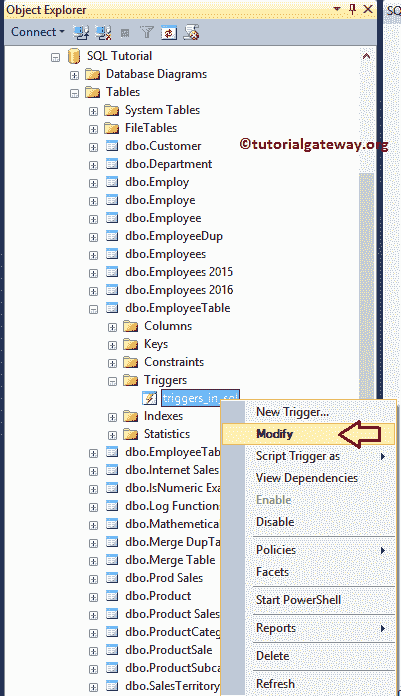 Object Explorer
SQ
Connect
SQL Tutorial
Database Diagrams
Tables
System Tables
FileTables
dbo.Customer
©tutorialgateway.org
dbo.Department
dbo.Employ
dbo.Employe
dbo.Employee
dbo.EmployeeDup
dbo.Employees
dbo.Employees 2015
dbo.Employees 2016
dbo.EmployeeTable
Columns
Keys
Constraints
Triggers
triggers_in_sql
Indexes
Statistics
dbo.EmployeeTab
dbo.Internet Sales
dbo.IsNumeric Exa
dbo.Log Functions
dbo.Mathemetica
dbo.Merge DupTa
dbo.Merge Table
dbo.Prod Sales
dbo.Product
dbo.Product Sales
dbo.ProductCateg
dbo.ProductSale
dbo.ProductSubca
dbo.SalesTerritory
New Trigger...
Modify
Script Trigger as
View Dependencies
Enable
Disable
Policies
Facets
Start PowerShell
Reports
Delete
Refresh